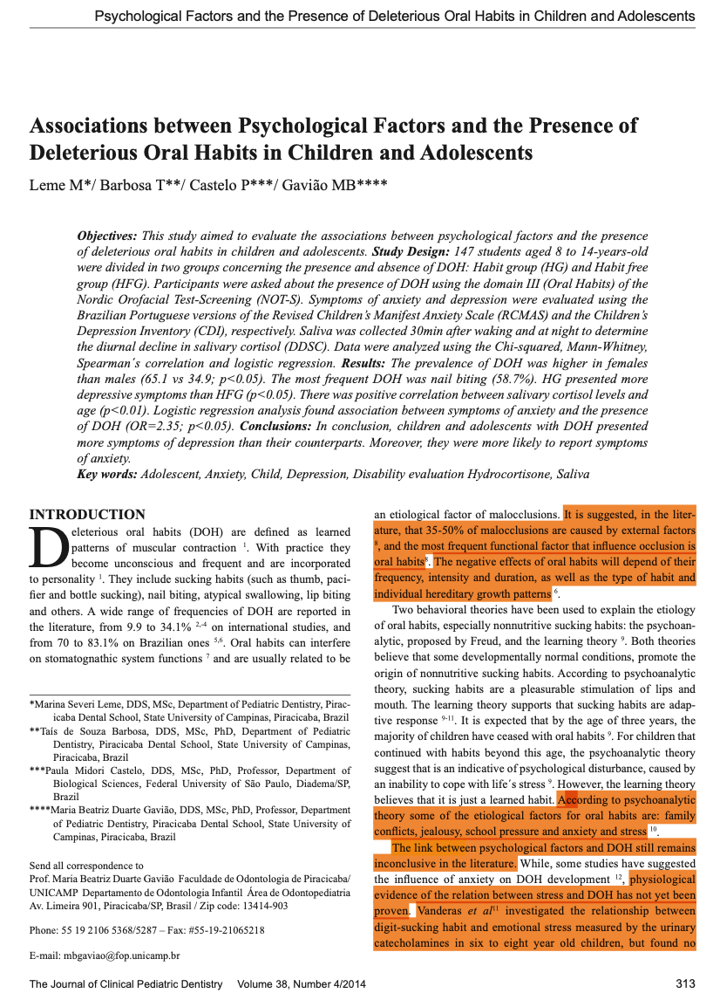 Psychological Factors and the Presence of Deleterious Oral Habits in Children and Adolescents
Associations between Psychological Factors and the Presence of
Deleterious Oral Habits in Children and Adolescents
Leme M*/ Barbosa T**/ Castelo P***/ Gavião MB****
Objectives: This study aimed to evaluate the associations between psychological factors and the presence
of deleterious oral habits in children and adolescents. Study Design: 147 students aged 8 to 14-years-old
were divided in two groups concerning the presence and absence of DOH: Habit group (HG) and Habit free
group (HFG). Participants were asked about the presence of DOH using the domain III (Oral Habits) of the
Nordic Orofacial Test-Screening (NOT-S). Symptoms of anxiety and depression were evaluated using the
Brazilian Portuguese versions of the Revised Children's Manifest Anxiety Scale (RCMAS) and the Children's
Depression Inventory (CDI), respectively. Saliva was collected 30min after waking and at night to determine
the diurnal decline in salivary cortisol (DDSC). Data were analyzed using the Chi-squared, Mann-Whitney,
Spearman´s correlation and logistic regression. Results: The prevalence of DOH was higher in females
than males (65.1 vs 34.9; p<0.05). The most frequent DOH was nail biting (58.7%). HG presented more
depressive symptoms than HFG (p<0.05). There was positive correlation between salivary cortisol levels and
age (p<0.01). Logistic regression analysis found association between symptoms of anxiety and the presence
of DOH (OR=2.35; p<0.05). Conclusions: In conclusion, children and adolescents with DOH presented
more symptoms of depression than their counterparts. Moreover, they were more likely to report symptoms
of anxiety.
Key words: Adolescent, Anxiety, Child, Depression, Disability evaluation Hydrocortisone, Saliva
INTRODUCTION
Deleterious oral habits (DOH) are defined as learned
patterns of muscular contraction 1. With practice they
become unconscious and frequent and are incorporated
to personality 1. They include sucking habits (such as thumb, paci-
fier and bottle sucking), nail biting, atypical swallowing, lip biting
and others. A wide range of frequencies of DOH are reported in
the literature, from 9.9 to 34.1% 2,-4 on international studies, and
from 70 to 83.1% on Brazilian ones 5,6. Oral habits can interfere
on stomatognathic system functions 7 and are usually related to be
*Marina Severi Leme, DDS, MSc, Department of Pediatric Dentistry, Pirac-
icaba Dental School, State University of Campinas, Piracicaba, Brazil
**Taís de Souza Barbosa, DDS, MSc, PhD, Department of Pediatric
Dentistry, Piracicaba Dental School, State University of Campinas,
Piracicaba, Brazil
***Paula Midori Castelo, DDS, MSc, PhD, Professor, Department of
Biological Sciences, Federal University of São Paulo, Diadema/SP,
Brazil
****Maria Beatriz Duarte Gavião, DDS, MSc, PhD, Professor, Department
of Pediatric Dentistry, Piracicaba Dental School, State University of
Campinas, Piracicaba, Brazil
Send all correspondence to
Prof. Maria Beatriz Duarte Gavião Faculdade de Odontologia de Piracicaba/
UNICAMP Departamento de Odontologia Infantil Área de Odontopediatria
Av. Limeira 901, Piracicaba/SP, Brasil / Zip code: 13414-903
Phone: 55 19 2106 5368/5287 – Fax: #55-19-21065218
E-mail: mbgaviao@fop.unicamp.br
an etiological factor of malocclusions. It is suggested, in the liter-
ature, that 35-50% of malocclusions are caused by external factors
8, and the most frequent functional factor that influence occlusion is
oral habits8. The negative effects of oral habits will depend of their
frequency, intensity and duration, as well as the type of habit and
individual hereditary growth patterns 6.
Two behavioral theories have been used to explain the etiology
of oral habits, especially nonnutritive sucking habits: the psychoan-
alytic, proposed by Freud, and the learning theory 9. Both theories
believe that some developmentally normal conditions, promote the
origin of nonnutritive sucking habits. According to psychoanalytic
theory, sucking habits are a pleasurable stimulation of lips and
mouth. The learning theory supports that sucking habits are adap-
tive response 9-11. It is expected that by the age of three years, the
majority of children have ceased with oral habits 9. For children that
continued with habits beyond this age, the psychoanalytic theory
suggest that is an indicative of psychological disturbance, caused by
an inability to cope with life´s stress 9. However, the learning theory
believes that it is just a learned habit. According to psychoanalytic
theory some of the etiological factors for oral habits are: family
conflicts, jealousy, school pressure and anxiety and stress 10.
The link between psychological factors and DOH still remains
inconclusive in the literature. While, some studies have suggested
the influence of anxiety on DOH development 12, physiological
evidence of the relation between stress and DOH has not yet been
proven. Vanderas et al11 investigated the relationship between
digit-sucking habit and emotional stress measured by the urinary
catecholamines in six to eight year old children, but found no
The Journal of Clinical Pediatric Dentistry Volume 38, Number 4/2014
313